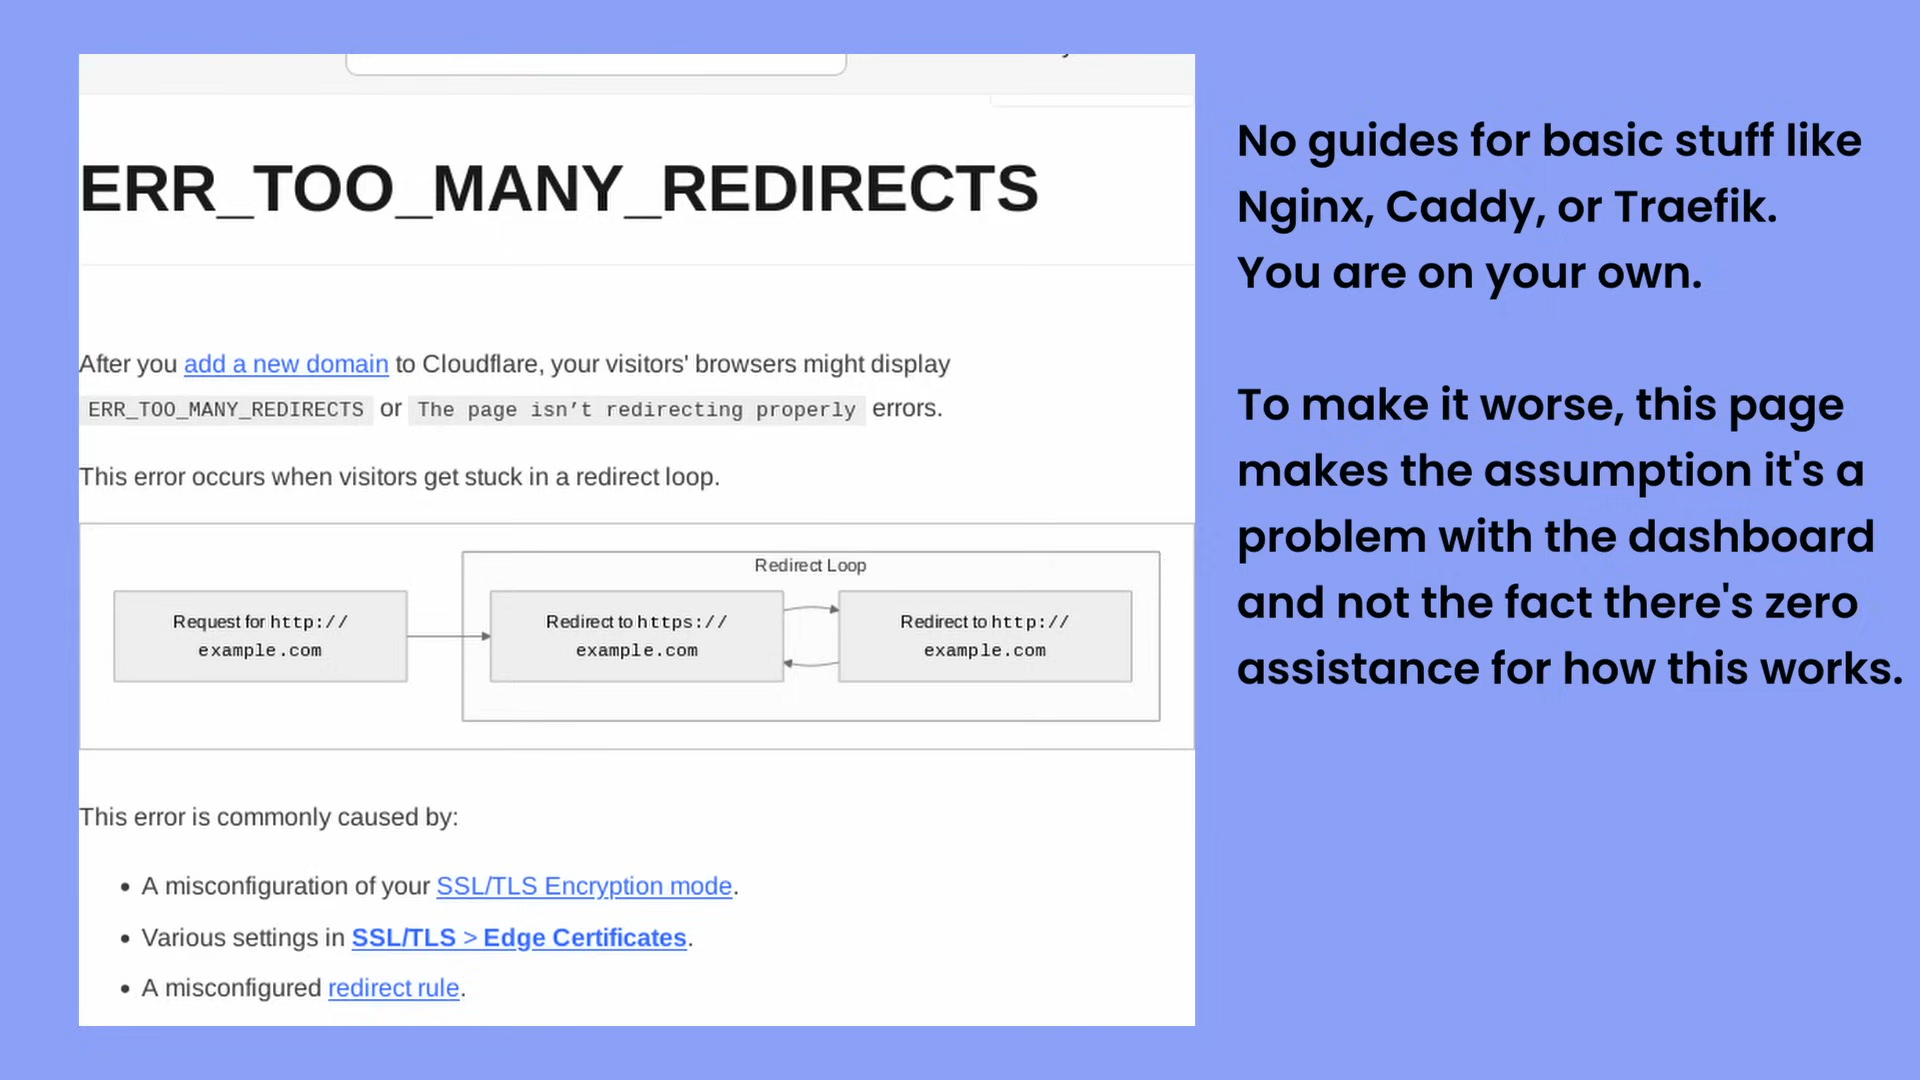 ERR_TOO_MANY_REDIRECTS
After you add a new domain to Cloudflare, your visitors' browsers might display
ERR_TOO_MANY_REDIRECTS or The page isn’t redirecting properly errors.
This error occurs when visitors get stuck in a redirect loop.
Redirect Loop
Request for http://
example.com
Redirect to https://
example.com
Redirect to http://
example.com
This error is commonly caused by:
• A misconfiguration of your SSL/TLS Encryption mode.
• Various settings in SSL/TLS > Edge Certificates.
• A misconfigured redirect rule.
No guides for basic stuff like
Nginx, Caddy, or Traefik.
You are on your own.
To make it worse, this page
makes the assumption it's a
problem with the dashboard
and not the fact there's zero
assistance for how this works.